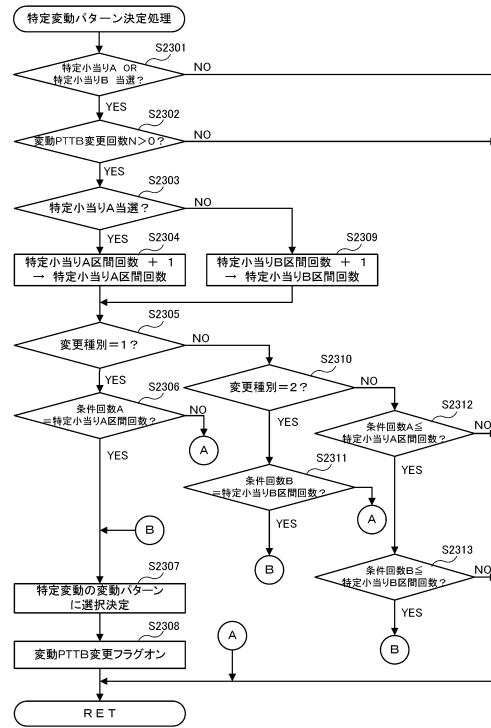 特定変動パターン決定処理
S2301
特定小当りA OR
特定小当りB 当選?
NO
YES
S2302
変動PTTB変更回数N>0?
NO
YES
S2303
特定小当りA当選?
NO
YES
S2304
特定小当りA区間回数 + 1
→ 特定小当りA区間回数
S2309
特定小当りB区間回数 + 1
→ 特定小当りB区間回数
S2305
変更種別=1?
NO
YES
S2310
変更種別=2?
NO
YES
S2306
条件回数A
=特定小当りA区間回数?
NO
A
YES
S2312
条件回数A≦
特定小当りA区間回数?
NO
YES
S2311
条件回数B
=特定小当りB区間回数?
A
YES
B
B
S2313
条件回数B≦
特定小当りB区間回数?
NO
YES
B
S2307
特定変動の変動パターン
に選択決定
S2308
変動PTTB変更フラグオン
A
RET